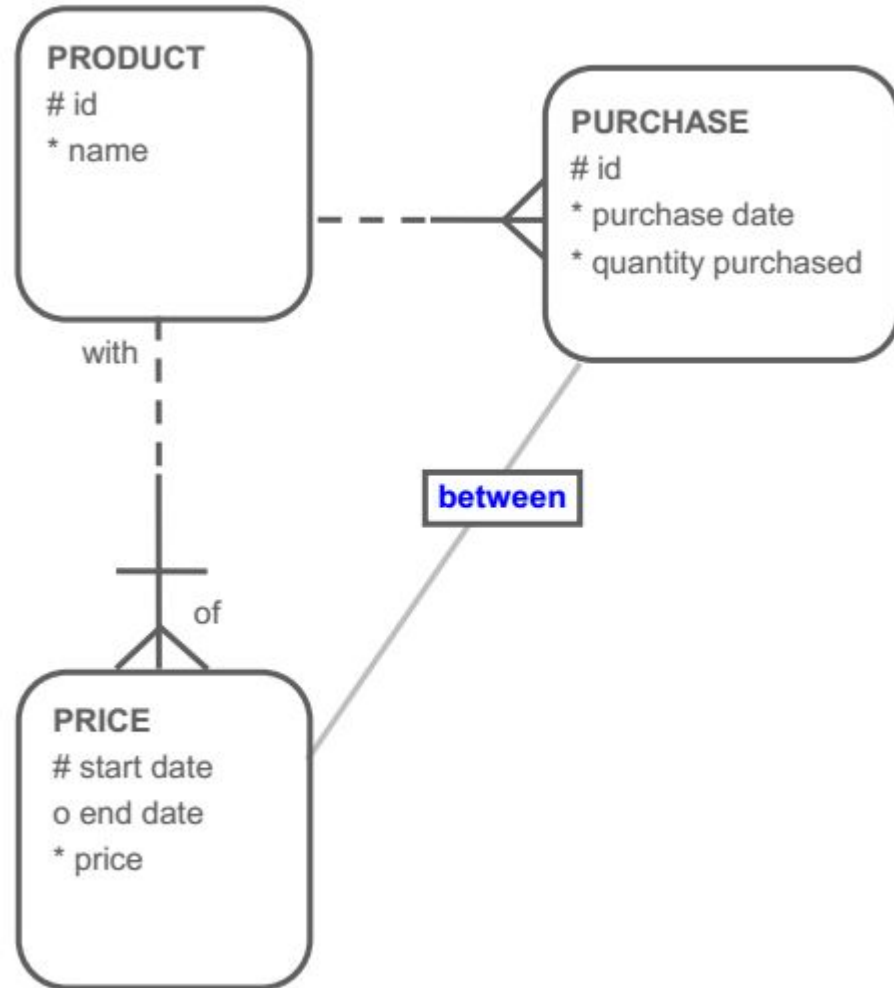 PRODUCT
# id
* name
PURCHASE
# id
* purchase date
* quantity purchased
with
between
of
PRICE
# start date
o end date
* price